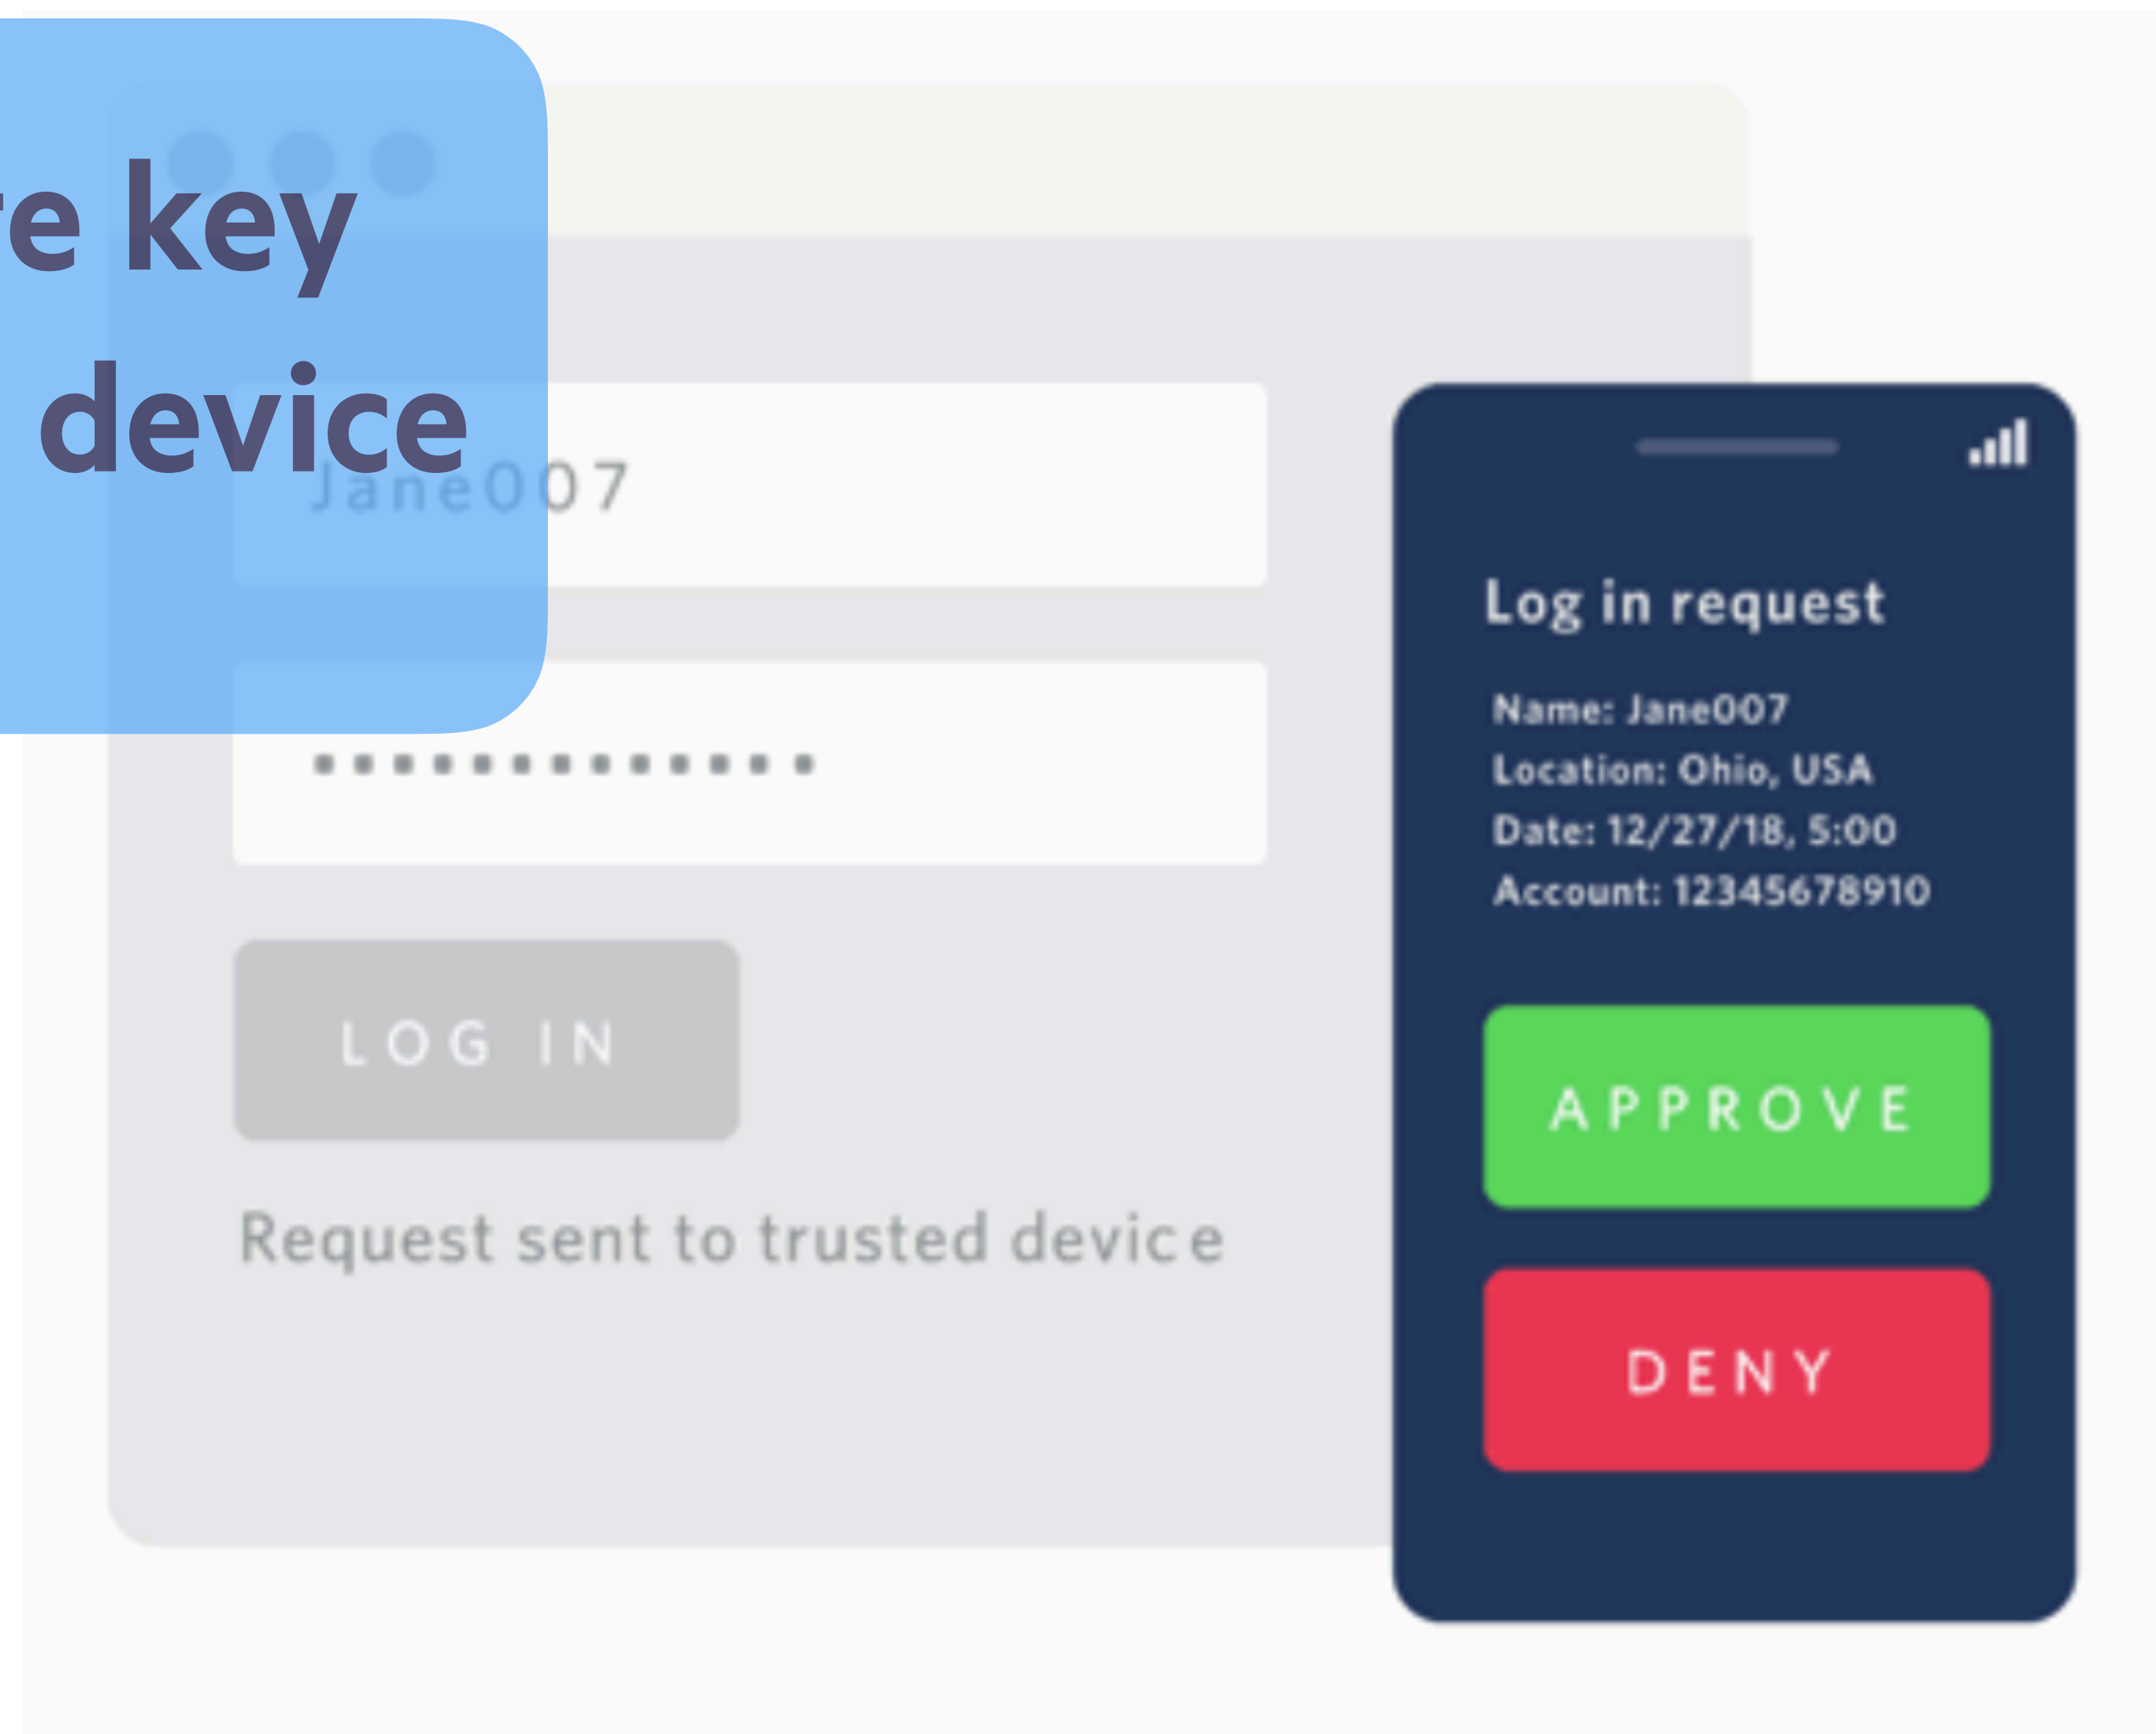 key
device
Jane007
LOG IN
Request sent to trusted device
Log in request
Name: Jane007
Location: Ohio, USA
Date: 12/27/18, 5:00
Account: 12345678910
APPROVE
DENY